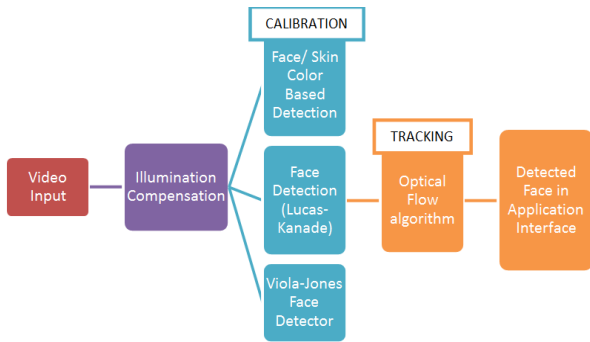 CALIBRATION
Face/ Skin
Color
Based
Detection
TRACKING
Video
Input
Illumination
Compensation
Face
Detection
(Lucas-
Kanade)
Optical
Flow
algorithm
Detected
Face in
Application
Interface
Viola-Jones
Face
Detector